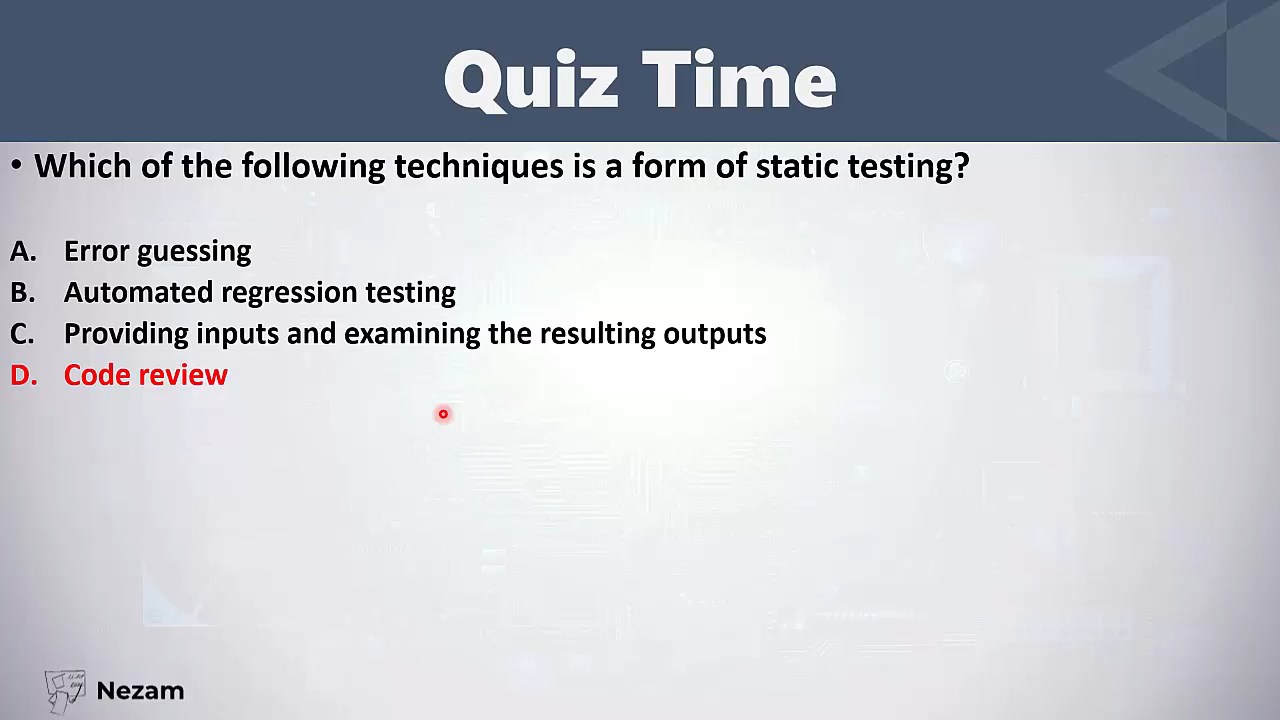 Quiz Time
• Which of the following techniques is a form of static testing?
A. Error guessing
B. Automated regression testing
C. Providing inputs and examining the resulting outputs
D. Code review
Nezam